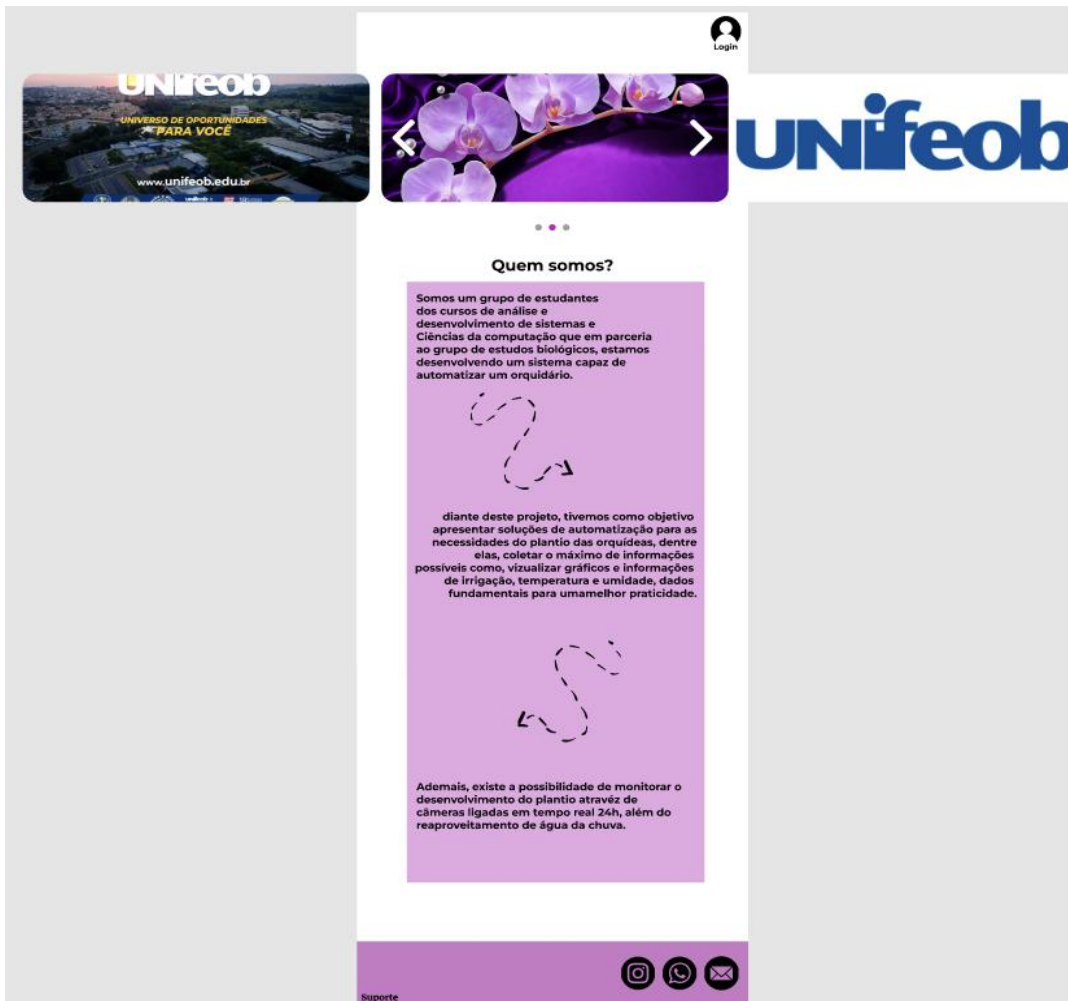 Login
UNIfeob
UNIVERSO DE OPORTUNIDADES
PARA VOCÊ
www.unifeob.edu.br
UNIfeob
Quem somos?
Somos um grupo de estudantes
dos cursos de análise e
desenvolvimento de sistemas e
Ciências da computação que em parceria
ao grupo de estudos biológicos, estamos
desenvolvendo um sistema capaz de
automatizar um orquidário.
diante deste projeto, tivemos como objetivo
apresentar soluções de automatização para as
necessidades do plantio das orquídeas, dentre
elas, coletar o máximo de informações
possíveis como, vizualizar gráficos e informações
de irrigação, temperatura e umidade, dados
fundamentais para umamelhor praticidade.
Ademais, existe a possibilidade de monitorar o
desenvolvimento do plantio atravéz de
câmeras ligadas em tempo real 24h, além do
reaproveitamento de água da chuva.
Suporte